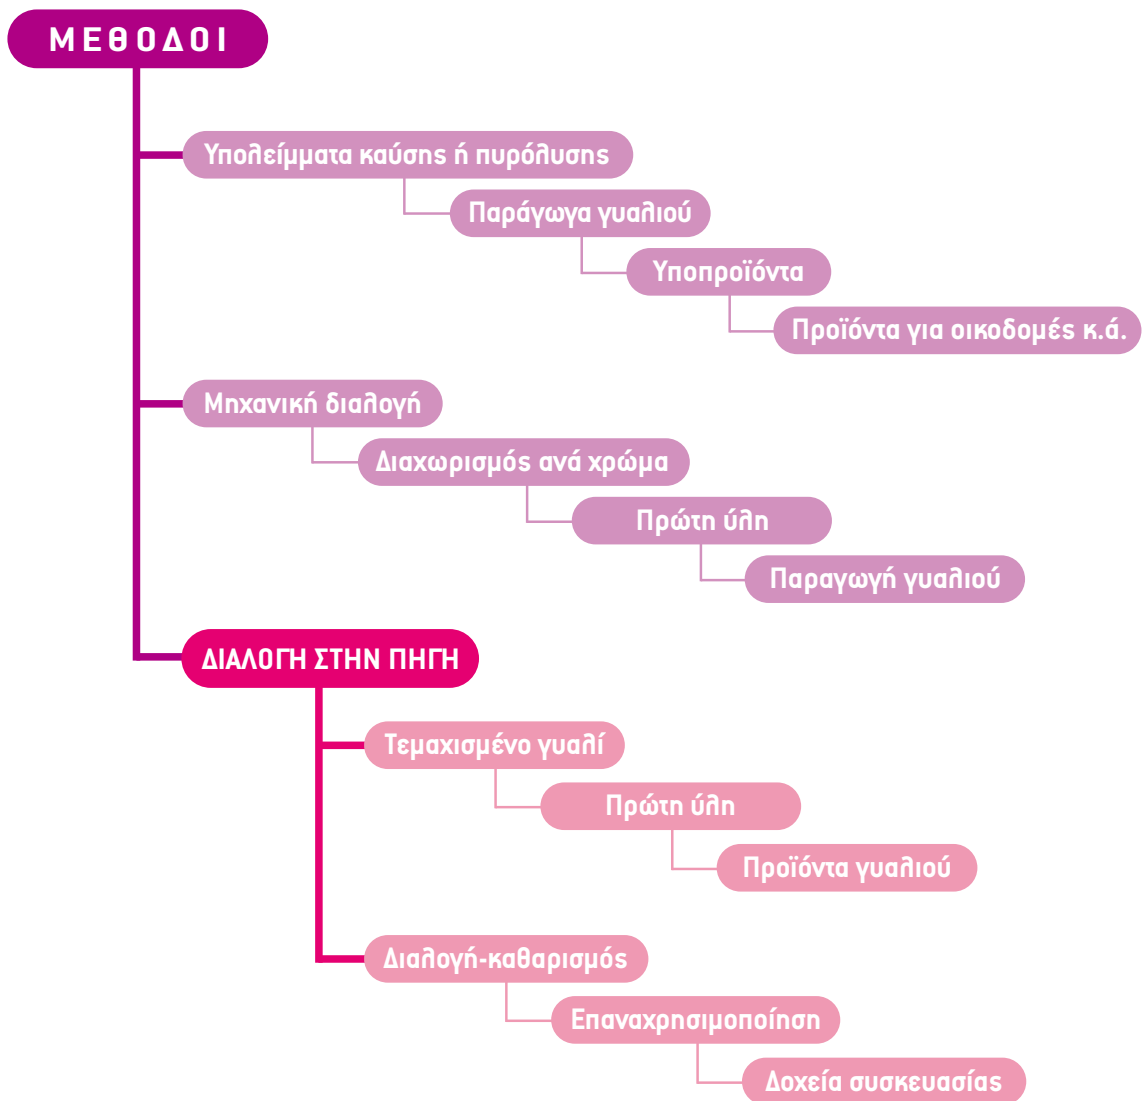 ΜΕΘΟΔΟΙ
Υπολείμματα καύσης ή πυρόλυσης
Παράγωγα γυαλιού
Υποπροϊόντα
Προϊόντα για οικοδομές κ.ά.
Μηχανική διαλογή
Διαχωρισμός ανά χρώμα
Πρώτη ύλη
Παραγωγή γυαλιού
ΔΙΑΛΟΓΗ ΣΤΗΝ ΠΗΓΗ
Τεμαχισμένο γυαλί
Πρώτη ύλη
Προϊόντα γυαλιού
Διαλογή-καθαρισμός
Επαναχρησιμοποίηση
Δοχεία συσκευασίας